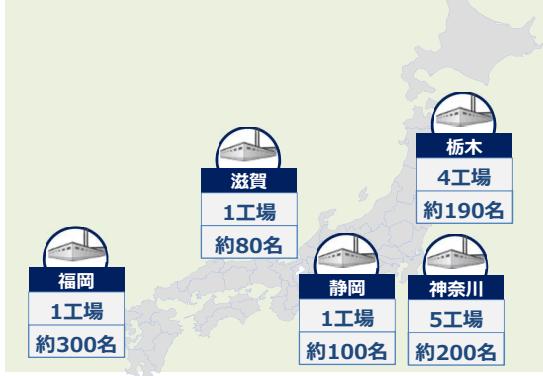 栃木
4工場
約190名
滋賀
1工場
約80名
福岡
1工場
約300名
静岡
1工場
約100名
神奈川
5工場
約200名